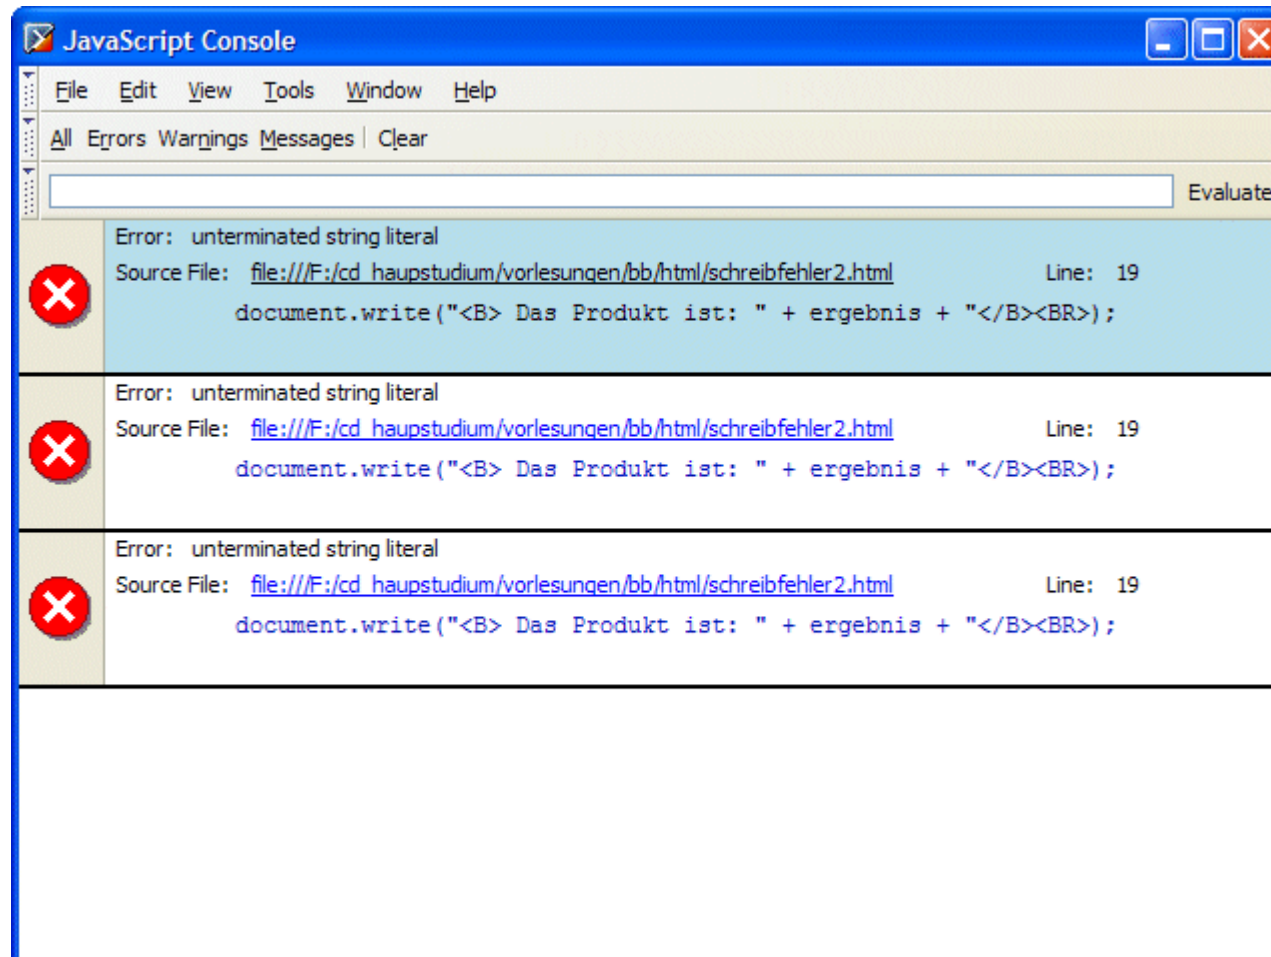 JavaScript Console
File Edit View Tools Window Help
All Errors Warnings Messages Clear
Evaluate
Error: unterminated string literal
Source File: file:///F:/cd_haupstudium/vorlesungen/bb/html/schreibfehler2.html Line: 19
document.write("<B> Das Produkt ist: " + ergebnis + "</B><BR>);
Error: unterminated string literal
Source File: file:///F:/cd_haupstudium/vorlesungen/bb/html/schreibfehler2.html Line: 19
document.write("<B> Das Produkt ist: " + ergebnis + "</B><BR>);
Error: unterminated string literal
Source File: file:///F:/cd_haupstudium/vorlesungen/bb/html/schreibfehler2.html Line: 19
document.write("<B> Das Produkt ist: " + ergebnis + "</B><BR>);